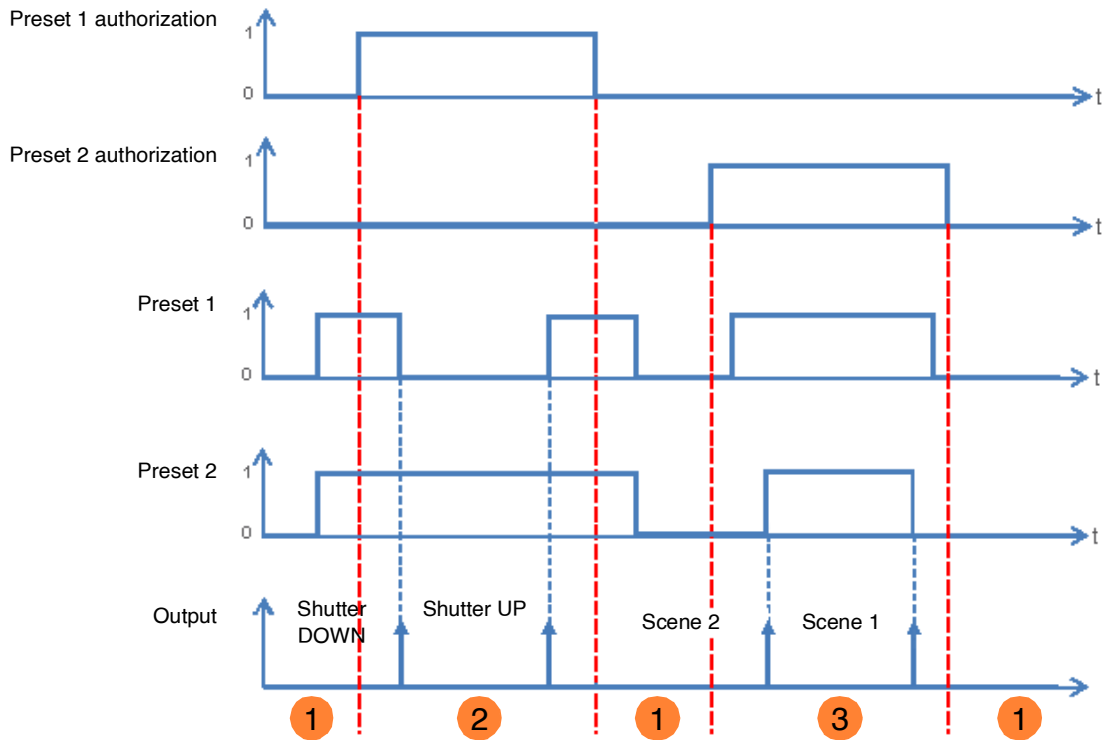 Preset 1 authorization
1
0
t
Preset 2 authorization
1
0
t
Preset 1
1
0
t
Preset 2
1
0
t
Output
Shutter
DOWN
Shutter UP
Scene 2
Scene 1
1
2
1
3
1